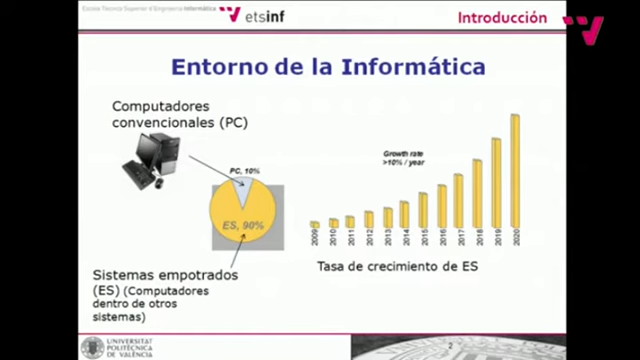 Escola Tècnica Superior d'Enginyeria Informàtica
etsinf
Introducción
Entorno de la Informática
Computadores
convencionales (PC)
PC, 10%
ES, 90%
Growth rate
>10% / year
2009
2010
2011
2012
2013
2014
2015
2016
2017
2018
2019
2020
Tasa de crecimiento de ES
Sistemas empotrados
(ES) (Computadores
dentro de otros
sistemas)
UNIVERSITAT
POLITÈCNICA
DE VALÈNCIA
2